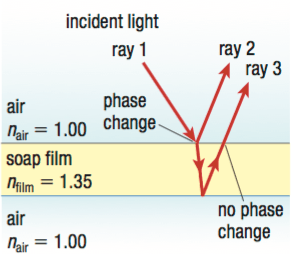 incident light
ray 1
ray 2
ray 3
air
n_air = 1.00
phase
change
soap film
n_film = 1.35
air
n_air = 1.00
no phase
change